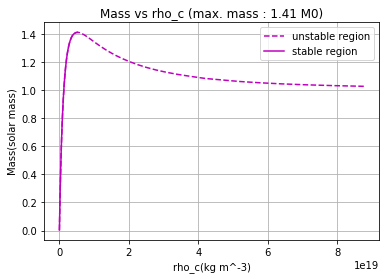 Mass vs rho_c (max. mass : 1.41 M0)
unstable region
stable region
1.4
1.2
1.0
0.8
0.6
0.4
0.2
0.0
Mass(solar mass)
0 2 4 6 8
1e19
rho_c(kg m^-3)